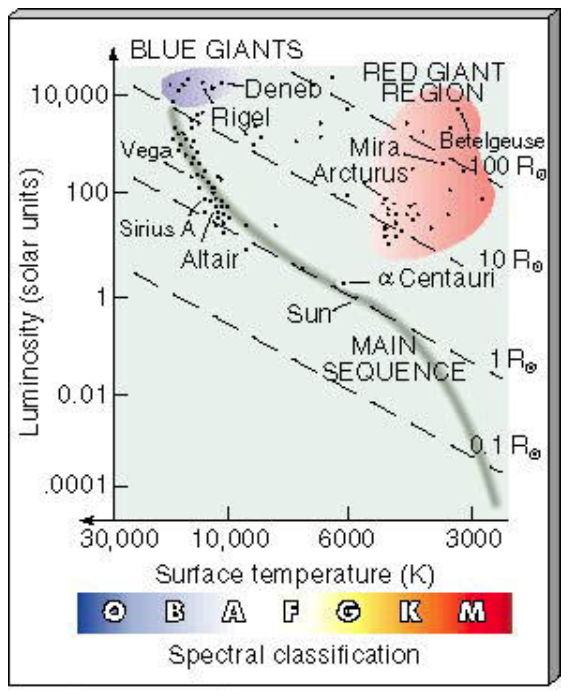 BLUE GIANTS
RED GIANT
REGION
10,000
Deneb
Rigel
Betelgeuse
Mira
Vega
Arcturus
100 R⊙
100
Sirius A
Altair
10 R⊙
α Centauri
1
Sun
MAIN
SEQUENCE
1 R⊙
0.01
0.1 R⊙
.0001
Luminosity (solar units)
30,000 10,000 6000 3000
Surface temperature (K)
O B A F G K M
Spectral classification